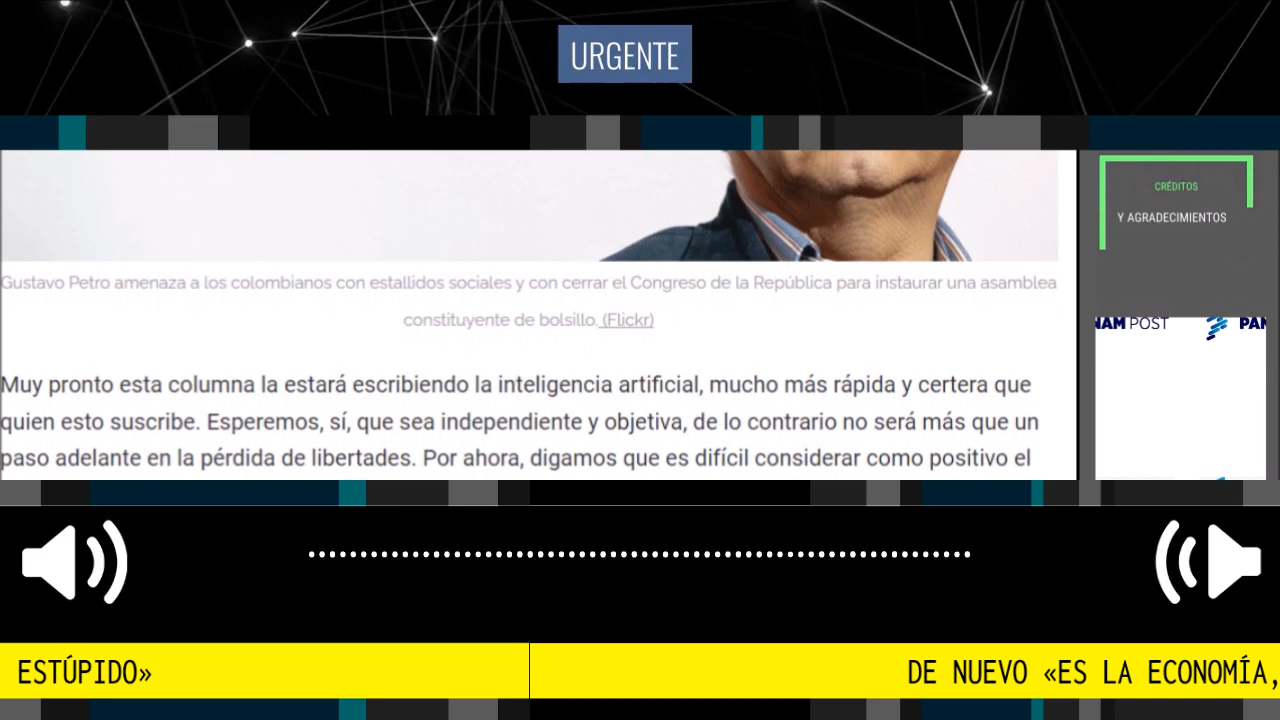 URGENTE
CRÉDITOS
Y AGRADECIMIENTOS
Gustavo Petro amenaza a los colombianos con estallidos sociales y con cerrar el Congreso de la República para instaurar una asamblea
constituyente de bolsillo. (Flickr)
NAM POST PAN
Muy pronto esta columna la estará escribiendo la inteligencia artificial, mucho más rápida y certera que
quien esto suscribe. Esperemos, sí, que sea independiente y objetiva, de lo contrario no será más que un
paso adelante en la pérdida de libertades. Por ahora, digamos que es difícil considerar como positivo el
ESTÚPIDO»
DE NUEVO «ES LA ECONOMÍA,